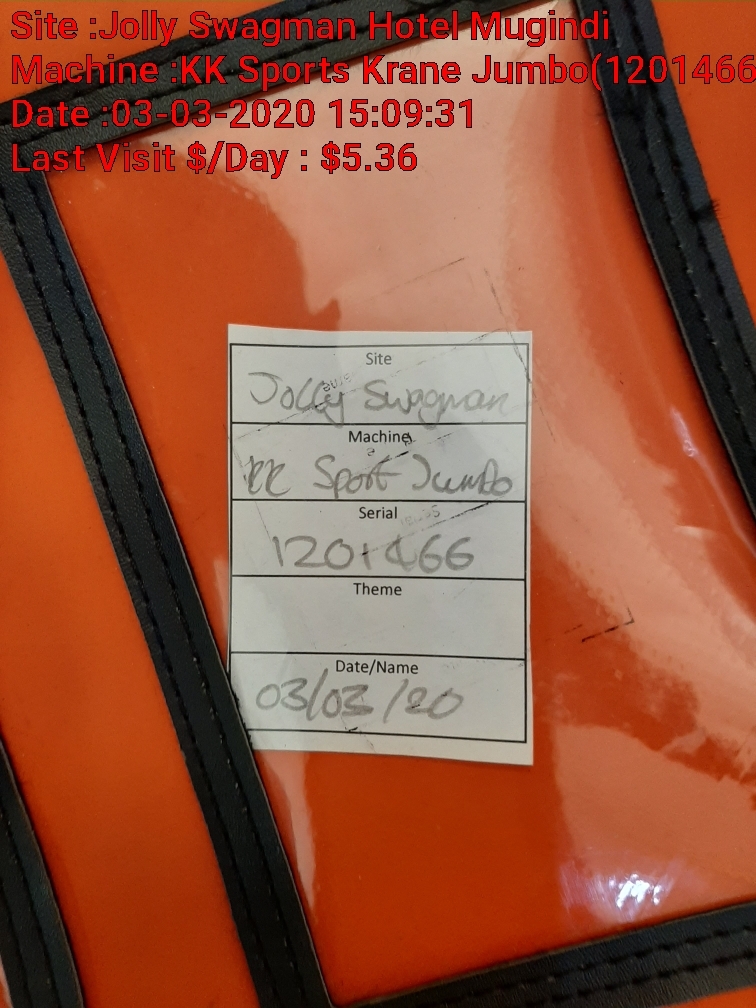 Site :Jolly Swagman Hotel Mugindi
Machine :KK Sports Krane Jumbo(1201466
Date :03-03-2020 15:09:31
Last Visit $/Day : $5.36
Site
Jolly Swagman
Machine
KK Sport Jumbo
Serial
1201466
Theme
Date/Name
03/03/20